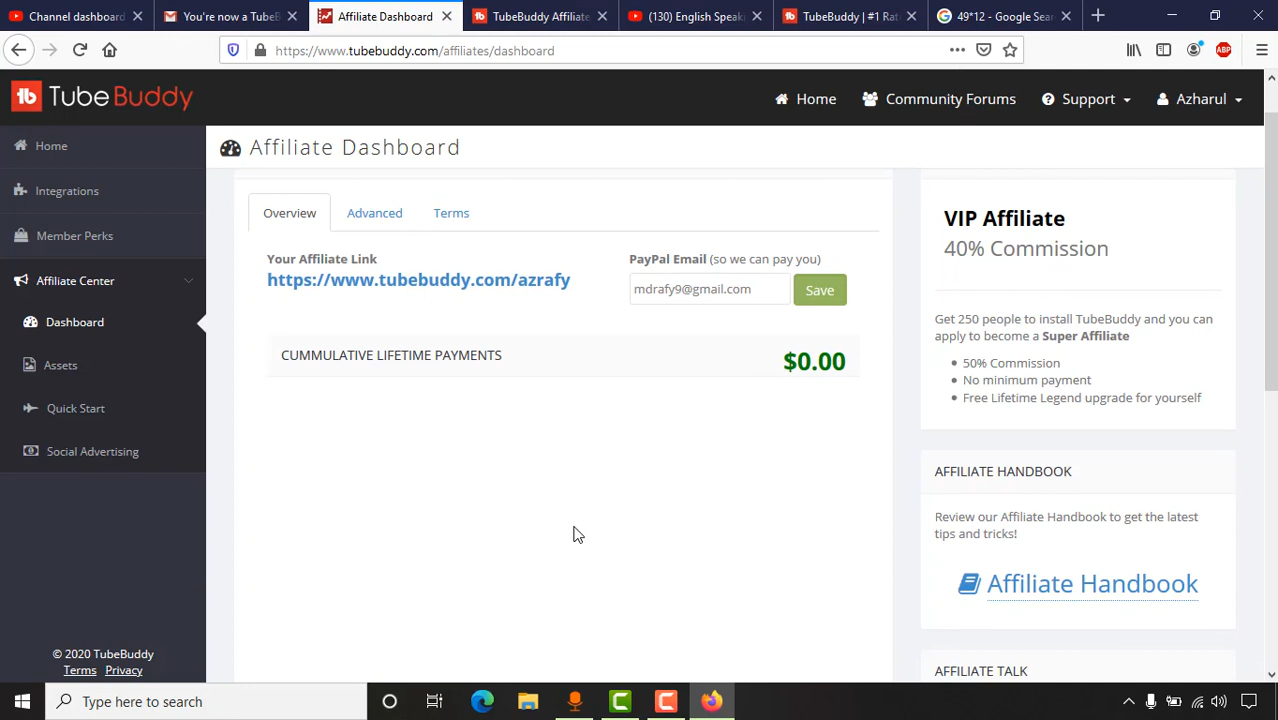 Channel dashboard
You're now a TubeB
Affiliate Dashboard
TubeBuddy Affiliate
(130) English Speaki
TubeBuddy | #1 Rat
49*12 - Google Sear
https://www.tubebuddy.com/affiliates/dashboard
ABP
tb TubeBuddy
Home
Community Forums
Support
Azharul
Home
Integrations
Member Perks
Affiliate Center
Dashboard
Assets
Quick Start
Social Advertising
© 2020 TubeBuddy
Terms Privacy
Affiliate Dashboard
Overview Advanced Terms
Your Affiliate Link
https://www.tubebuddy.com/azrafy
PayPal Email (so we can pay you)
mdrafy9@gmail.com
Save
CUMMULATIVE LIFETIME PAYMENTS
$0.00
VIP Affiliate
40% Commission
Get 250 people to install TubeBuddy and you can
apply to become a Super Affiliate
50% Commission
No minimum payment
Free Lifetime Legend upgrade for yourself
AFFILIATE HANDBOOK
Review our Affiliate Handbook to get the latest
tips and tricks!
Affiliate Handbook
AFFILIATE TALK
Type here to search